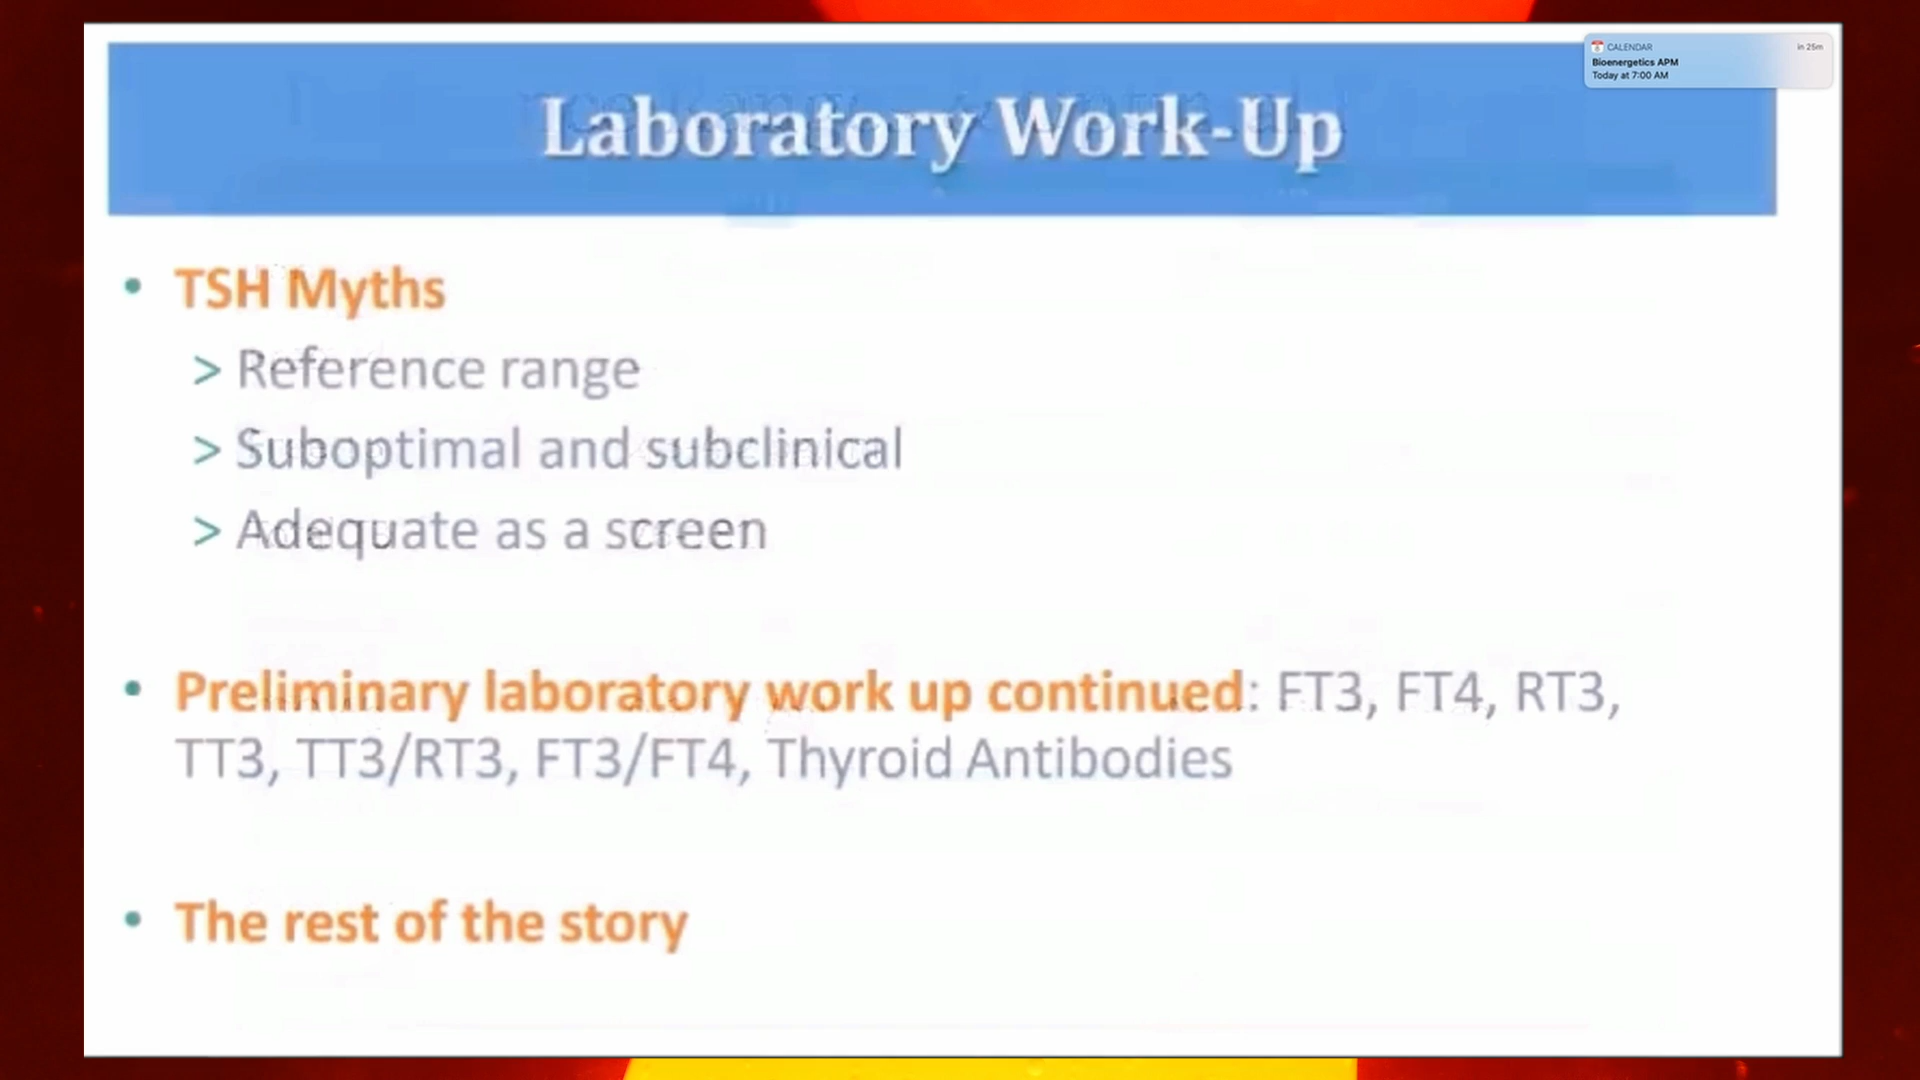 CALENDAR in 25m
Bioenergetics APM
Today at 7:00 AM
Laboratory Work-Up
• TSH Myths
> Reference range
> Suboptimal and subclinical
> Adequate as a screen
• Preliminary laboratory work up continued: FT3, FT4, RT3,
TT3, TT3/RT3, FT3/FT4, Thyroid Antibodies
• The rest of the story